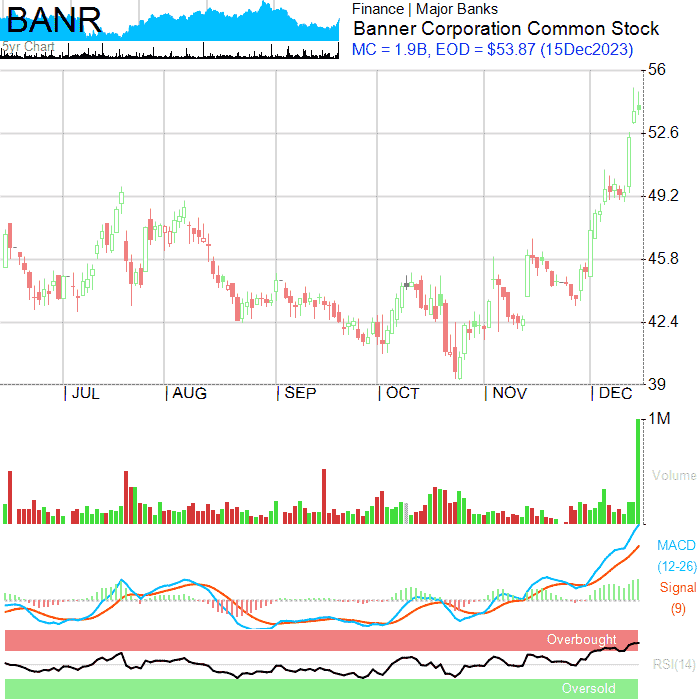 BANR
5yr Chart
Finance | Major Banks
Banner Corporation Common Stock
MC = 1.9B, EOD = $53.87 (15Dec2023)
56
52.6
49.2
45.8
42.4
39
| JUL | AUG | SEP | OCT | NOV | DEC
1M
Volume
MACD
(12-26)
Signal
(9)
Overbought
RSI(14)
Oversold